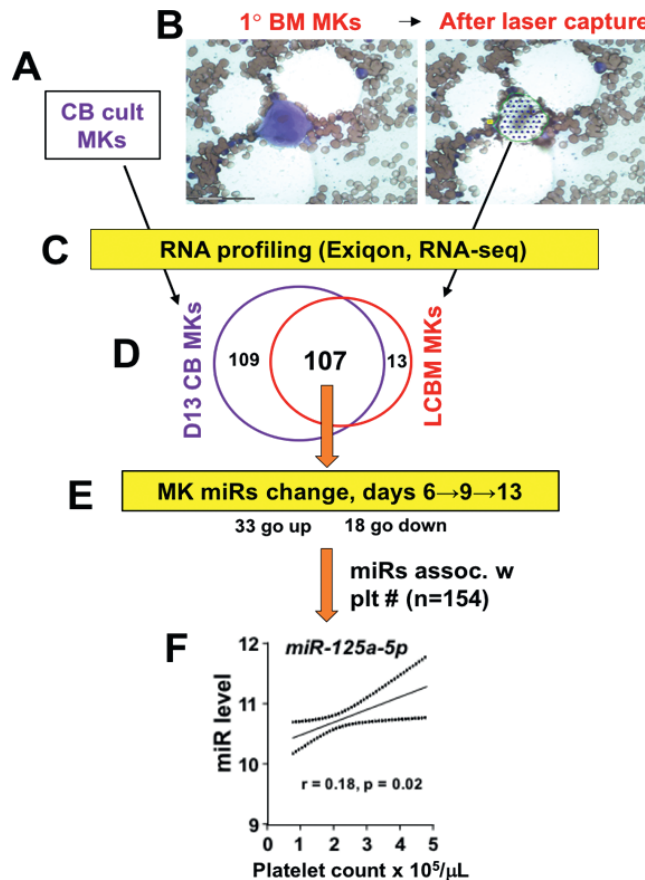 B
1° BM MKs → After laser capture
A
CB cult
MKs
C
RNA profiling (Exiqon, RNA-seq)
D
D13 CB MKs
109
107
13
LCBM MKs
E
MK miRs change, days 6→9→13
33 go up 18 go down
miRs assoc. w
plt # (n=154)
F
miR-125a-5p
miR level
12
11
10
9
r = 0.18, p = 0.02
0 1 2 3 4 5
Platelet count x 10⁵/μL